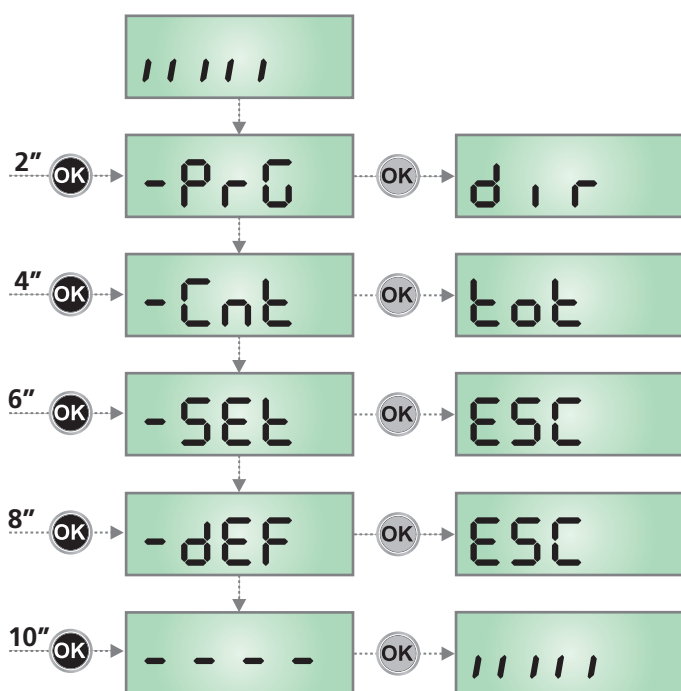 ı ı ı ı ı
2″ OK -PrG OK dır
4″ OK -Cnt OK tot
6″ OK -SEt OK ESC
8″ OK -dEF OK ESC
10″ OK - - - - OK ı ı ı ı ı